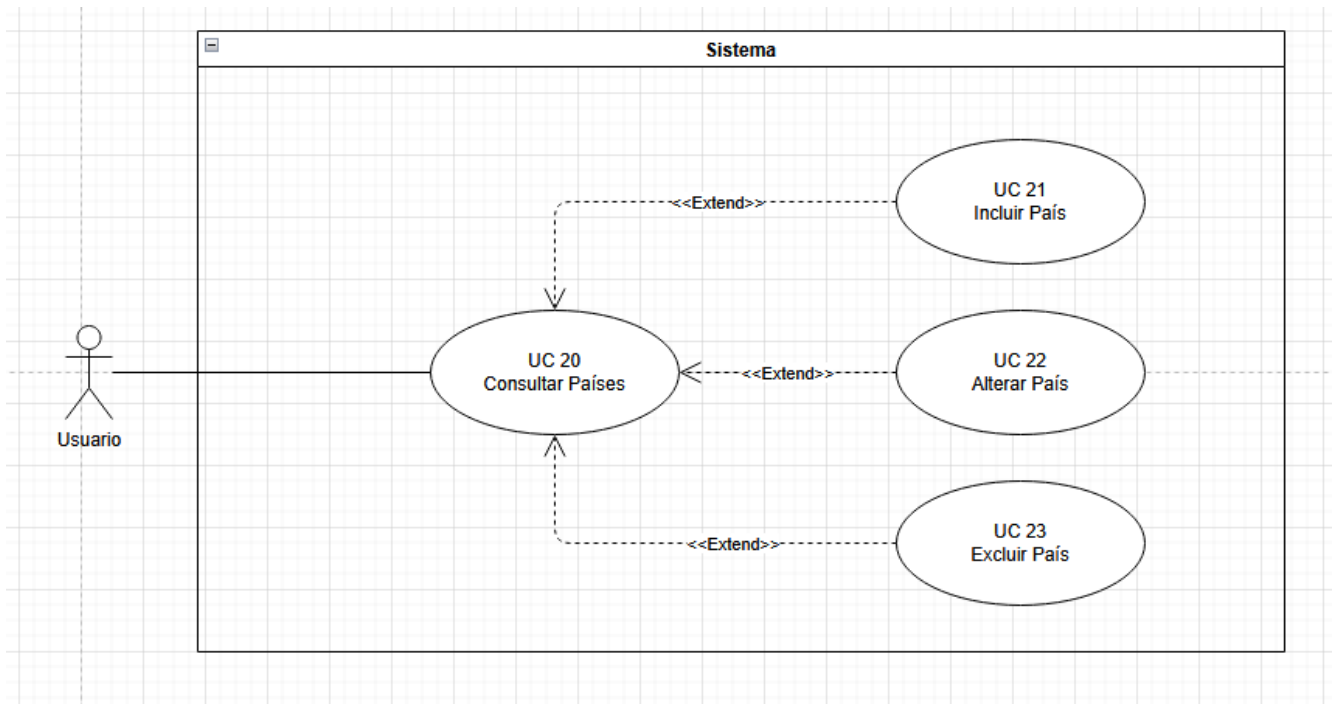 Sistema
UC 21
Incluir País
<<Extend>>
UC 20
Consultar Países
<<Extend>>
UC 22
Alterar País
Usuario
UC 23
Excluir País
<<Extend>>